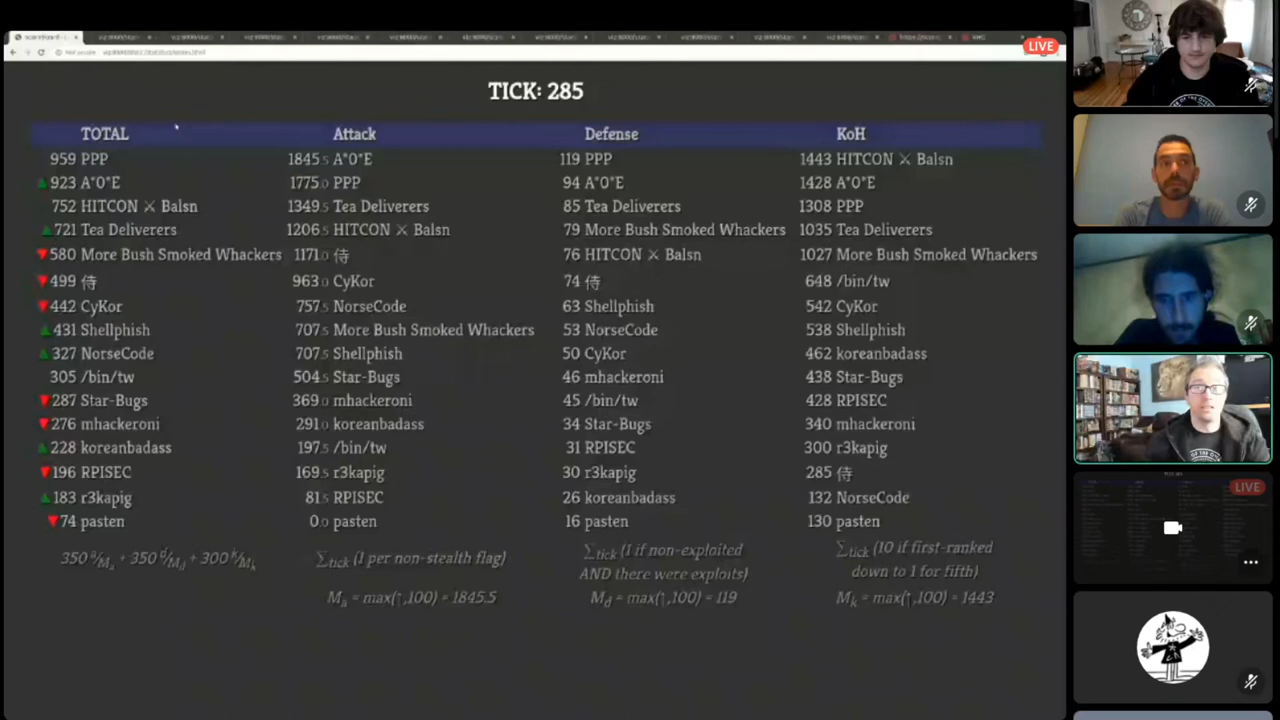 LIVE
TICK: 285
TOTAL Attack Defense KoH
959 PPP 1845.5 A*0*E 119 PPP 1443 HITCON ⚔ Balsn
923 A*0*E 1775.0 PPP 94 A*0*E 1428 A*0*E
752 HITCON ⚔ Balsn 1349.5 Tea Deliverers 85 Tea Deliverers 1308 PPP
721 Tea Deliverers 1206.5 HITCON ⚔ Balsn 79 More Bush Smoked Whackers 1035 Tea Deliverers
580 More Bush Smoked Whackers 1171.0 侍 76 HITCON ⚔ Balsn 1027 More Bush Smoked Whackers
499 侍 963.0 CyKor 74 侍 648 /bin/tw
442 CyKor 757.5 NorseCode 63 Shellphish 542 CyKor
431 Shellphish 707.5 More Bush Smoked Whackers 53 NorseCode 538 Shellphish
327 NorseCode 707.5 Shellphish 50 CyKor 462 koreanbadass
305 /bin/tw 504.5 Star-Bugs 46 mhackeroni 438 Star-Bugs
287 Star-Bugs 369.0 mhackeroni 45 /bin/tw 428 RPISEC
276 mhackeroni 291.0 koreanbadass 34 Star-Bugs 340 mhackeroni
228 koreanbadass 197.5 /bin/tw 31 RPISEC 300 r3kapig
196 RPISEC 169.5 r3kapig 30 r3kapig 285 侍
183 r3kapig 81.5 RPISEC 26 koreanbadass 132 NorseCode
74 pasten 0.0 pasten 16 pasten 130 pasten
350 a/Ma + 350 d/Md + 300 k/Mk ∑tick (1 per non-stealth flag) ∑tick (1 if non-exploited ∑tick (10 if first-ranked
AND there were exploits) down to 1 for fifth)
Ma = max(↑,100) = 1845.5 Md = max(↑,100) = 119 Mk = max(↑,100) = 1443
LIVE